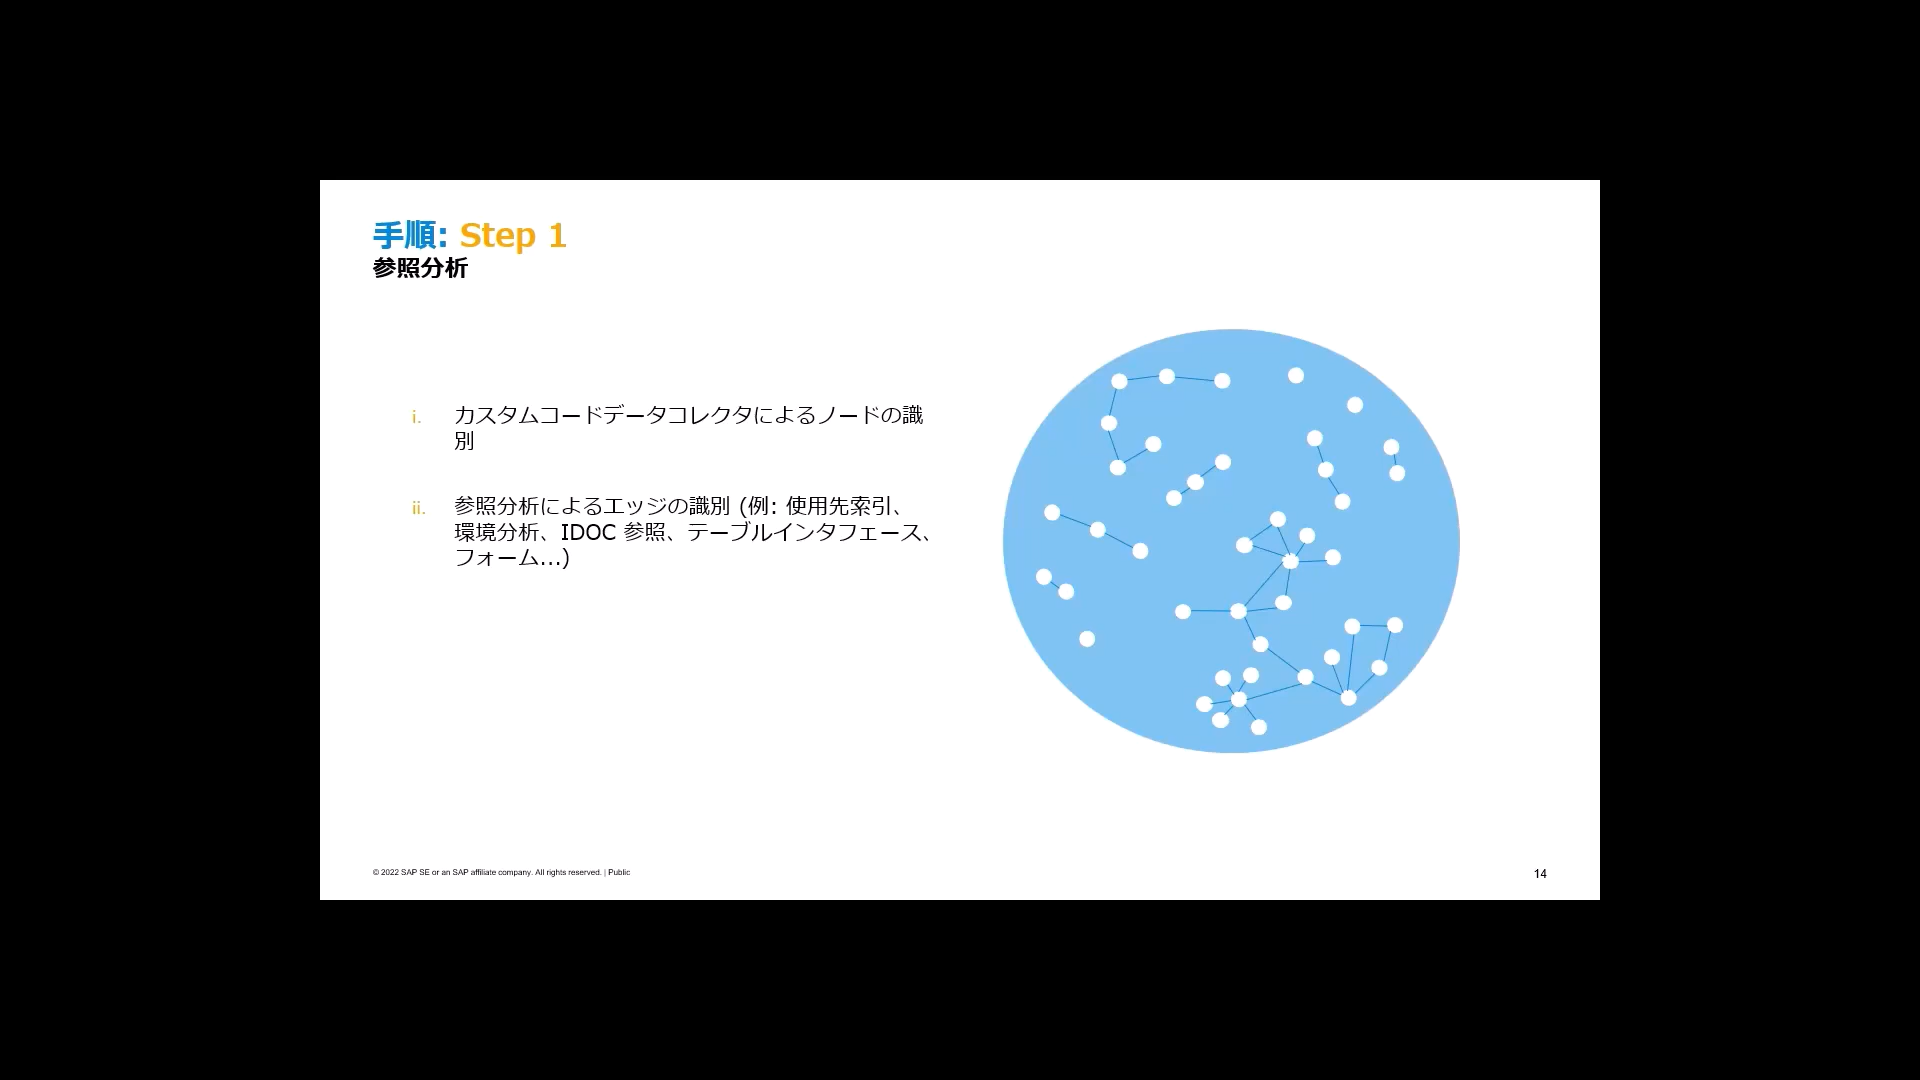 手順: Step 1
参照分析
i. カスタムコードデータコレクタによるノードの識
別
ii. 参照分析によるエッジの識別 (例: 使用先索引、
環境分析、IDOC 参照、テーブルインタフェース、
フォーム...)
© 2022 SAP SE or an SAP affiliate company. All rights reserved. | Public
14